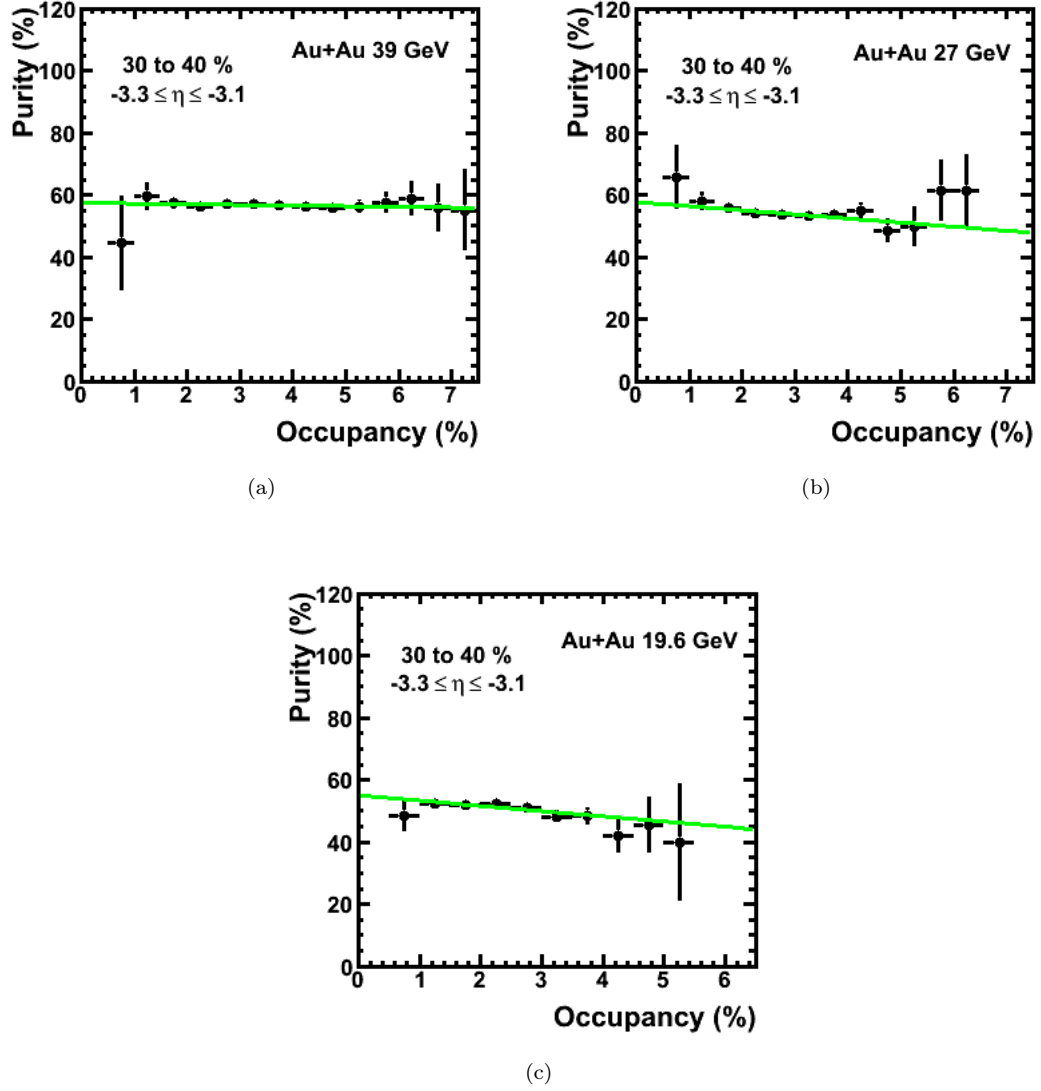 Purity (%)
120
100
80
60
40
20
0
Au+Au 39 GeV
30 to 40 %
-3.3 ≤ η ≤ -3.1
0 1 2 3 4 5 6 7
Occupancy (%)
(a)
Purity (%)
120
100
80
60
40
20
0
Au+Au 27 GeV
30 to 40 %
-3.3 ≤ η ≤ -3.1
0 1 2 3 4 5 6 7
Occupancy (%)
(b)
Purity (%)
120
100
80
60
40
20
0
Au+Au 19.6 GeV
30 to 40 %
-3.3 ≤ η ≤ -3.1
0 1 2 3 4 5 6
Occupancy (%)
(c)